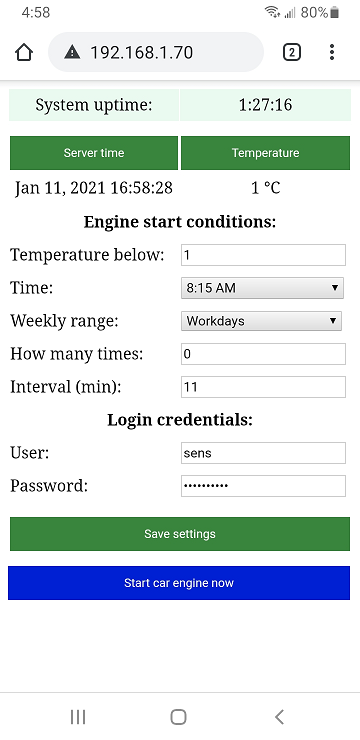 4:58 80%
192.168.1.70 2
System uptime: 1:27:16
Server time Temperature
Jan 11, 2021 16:58:28 1 °C
Engine start conditions:
Temperature below: 1
Time: 8:15 AM
Weekly range: Workdays
How many times: 0
Interval (min): 11
Login credentials:
User: sens
Password: ••••••••••
Save settings
Start car engine now